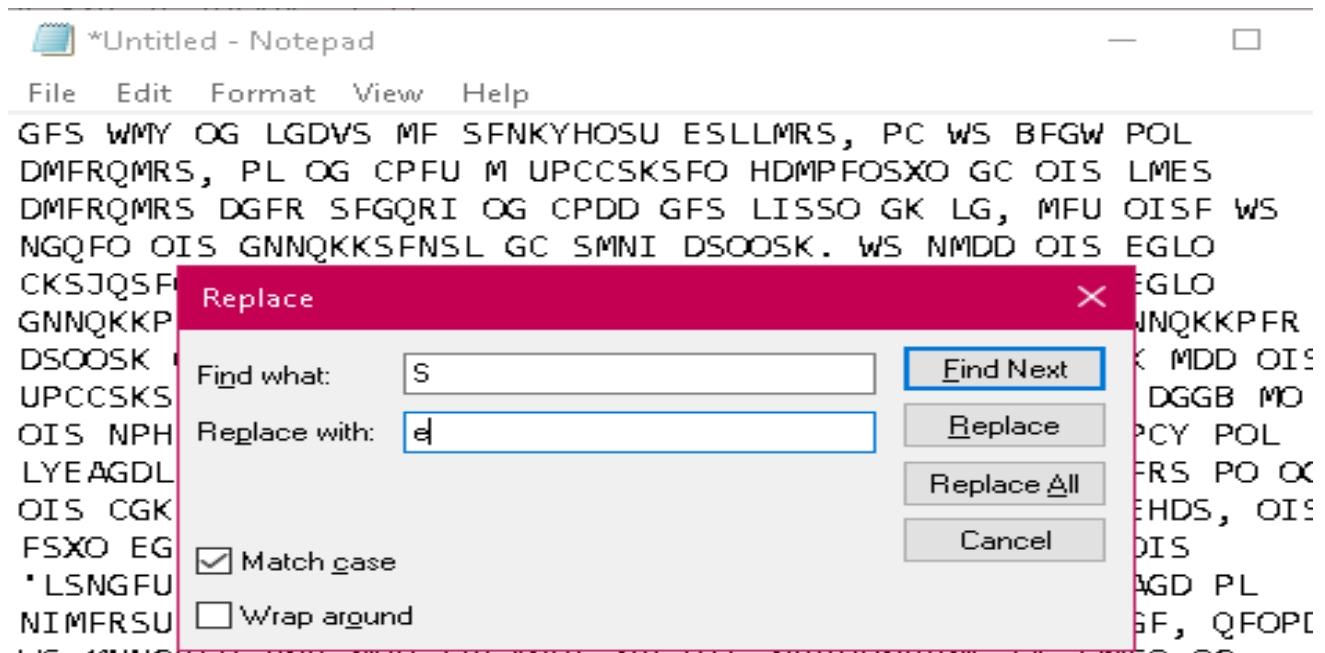 *Untitled - Notepad
File Edit Format View Help
GFS WMY OG LGDVS MF SFNKYHOSU ESLLMRS, PC WS BFGW POL
DMFRQMRS, PL OG CPFU M UPCCSKSFO HDMPFOSXO GC OIS LMES
DMFRQMRS DGFR SFGQRI OG CPDD GFS LISSO GK LG, MFU OISF WS
NGQFO OIS GNNQKKSFNSL GC SMNI DSOOSK. WS NMDD OIS EGLO
CKSJQSF EGLO
Replace
GNNQKKP NNQKKPFR
DSOOSK MDD OIS
Find what: S Find Next
UPCCSKS DGGB MO
OIS NPH PCY POL
Replace with: e Replace
LYEAGDL FRS PO
Replace All
OIS CGK EHDS, OIS
FSXO EG OIS
Match case Cancel
'LSNGFU AGD PL
NIMFRSU GF, QFOPD
Wrap around